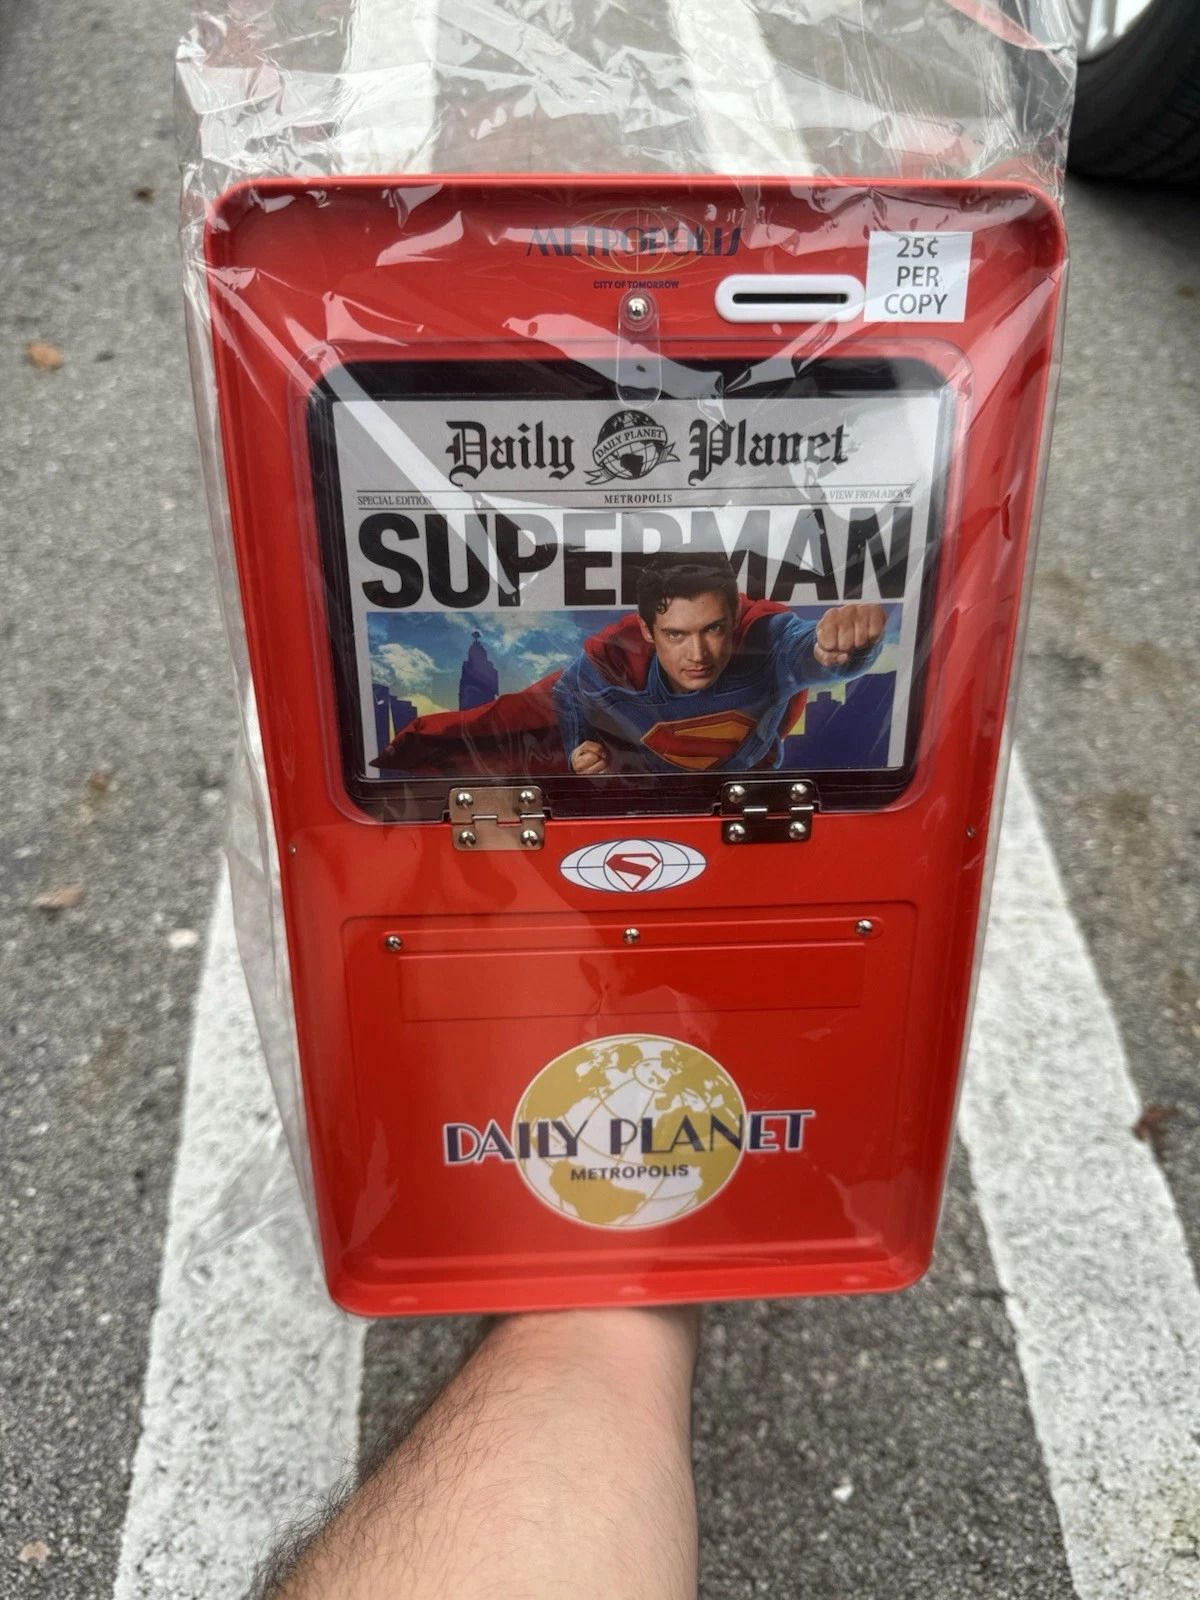 METROPOLIS
CITY OF TOMORROW
25¢
PER
COPY
Daily Planet
DAILY PLANET
SPECIAL EDITION METROPOLIS A VIEW FROM ABOVE
SUPERMAN
DAILY PLANET
METROPOLIS